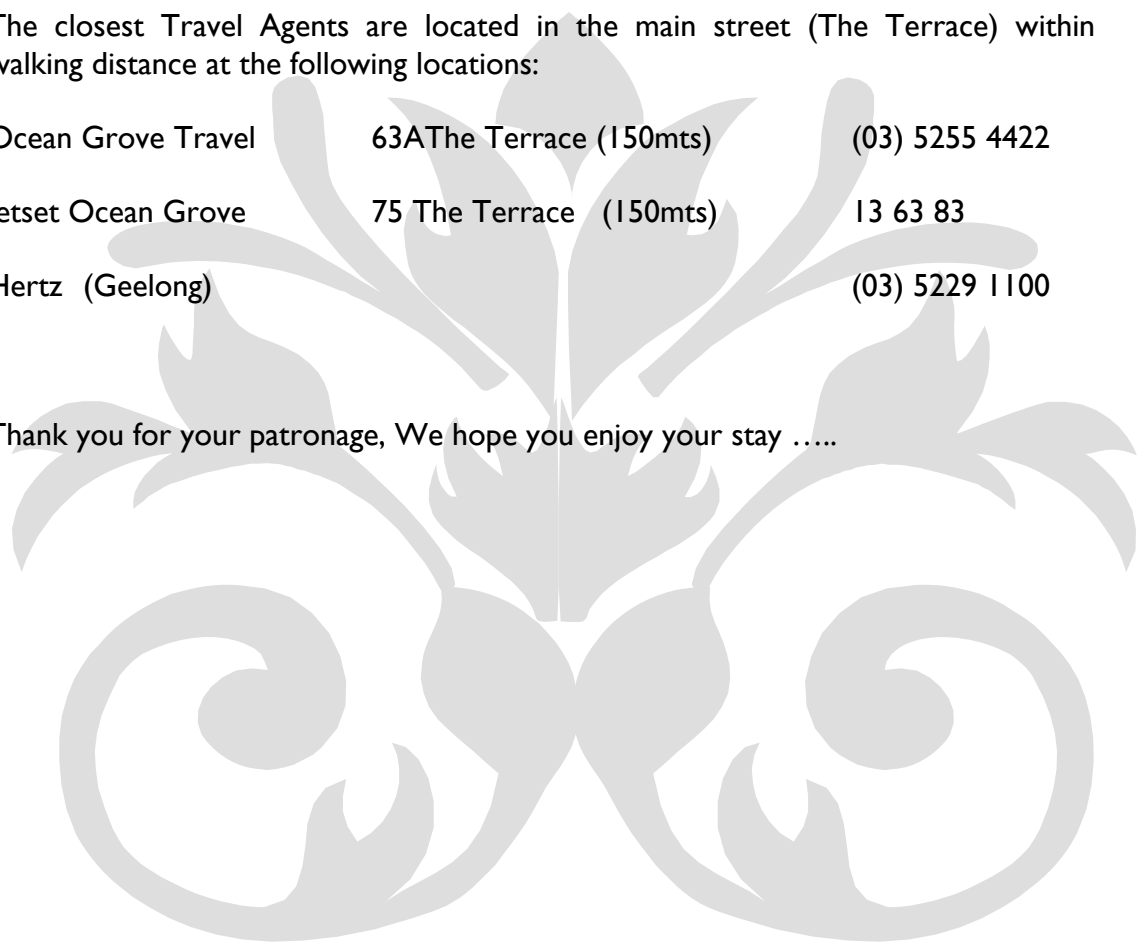 The closest Travel Agents are located in the main street (The Terrace) within
walking distance at the following locations:
Ocean Grove Travel 63AThe Terrace (150mts) (03) 5255 4422
etset Ocean Grove 75 The Terrace (150mts) 13 63 83
Hertz (Geelong) (03) 5229 1100
Thank you for your patronage, We hope you enjoy your stay …..